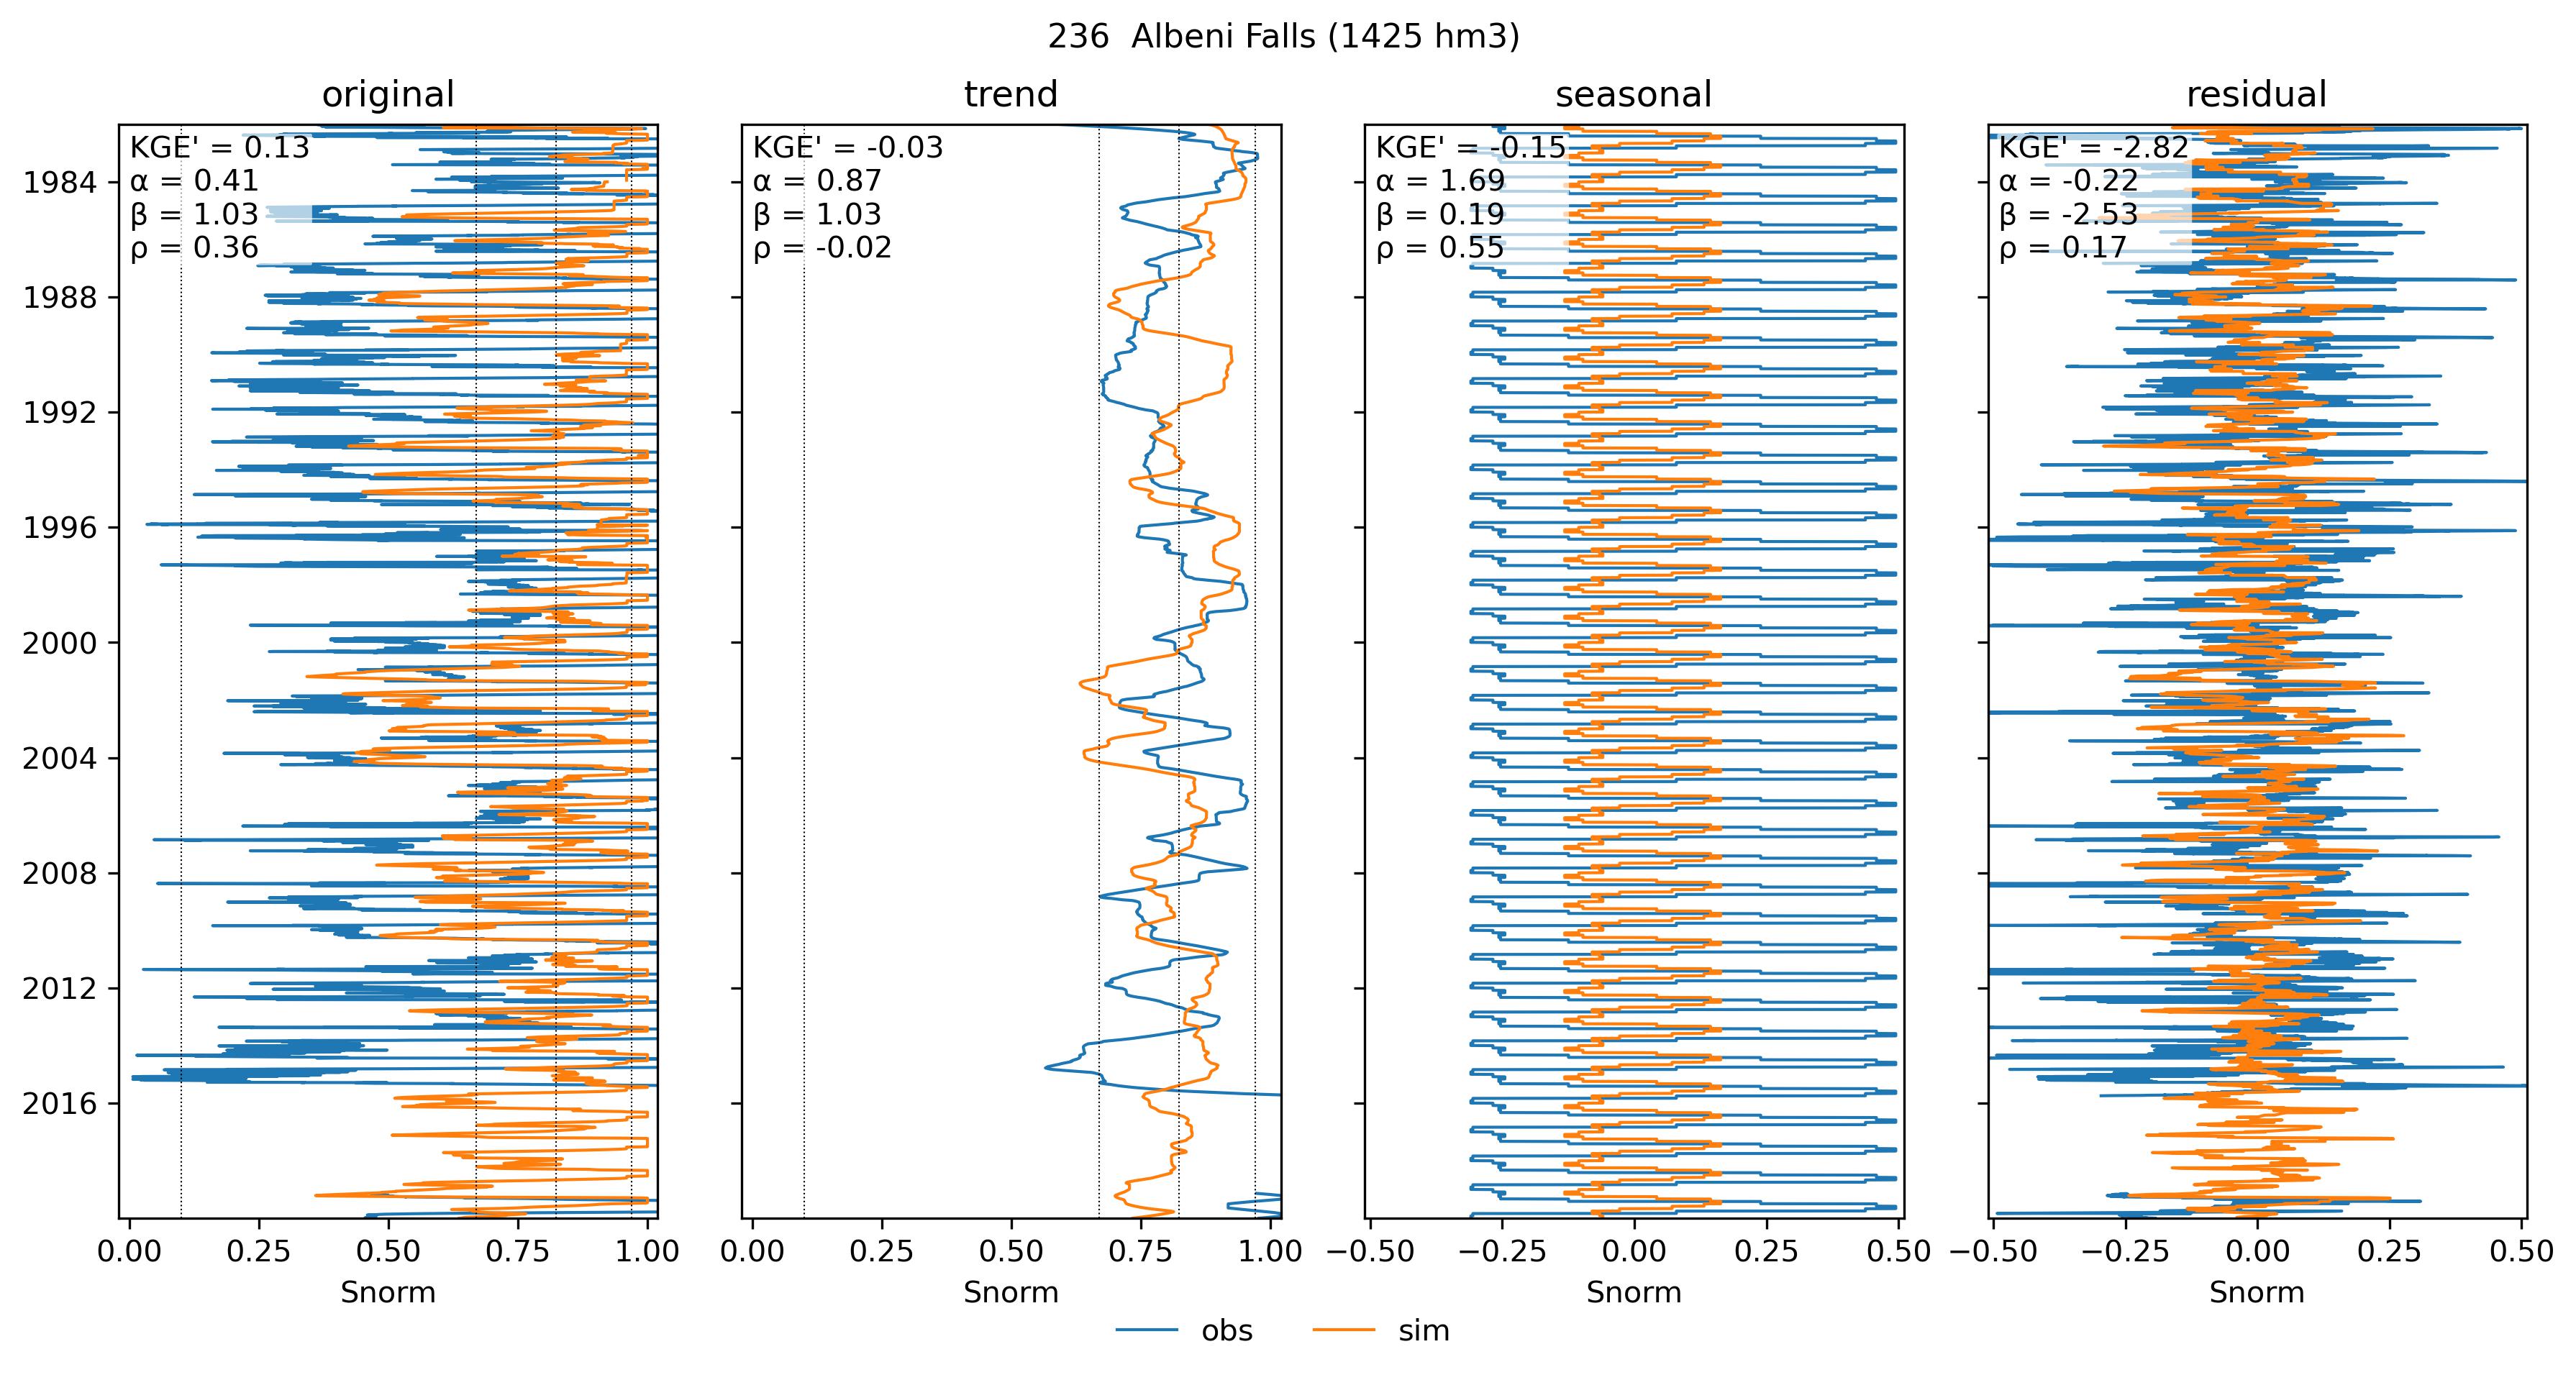 236  Albeni Falls (1425 hm3)
original
trend
seasonal
residual
KGE' = 0.13
α = 0.41
β = 1.03
ρ = 0.36
KGE' = -0.03
α = 0.87
β = 1.03
ρ = -0.02
KGE' = -0.15
α = 1.69
β = 0.19
ρ = 0.55
KGE' = -2.82
α = -0.22
β = -2.53
ρ = 0.17
1984
1988
1992
1996
2000
2004
2008
2012
2016
0.00 0.25 0.50 0.75 1.00
0.00 0.25 0.50 0.75 1.00
−0.50 −0.25 0.00 0.25 0.50
−0.50 −0.25 0.00 0.25 0.50
Snorm
Snorm
Snorm
Snorm
obs
sim